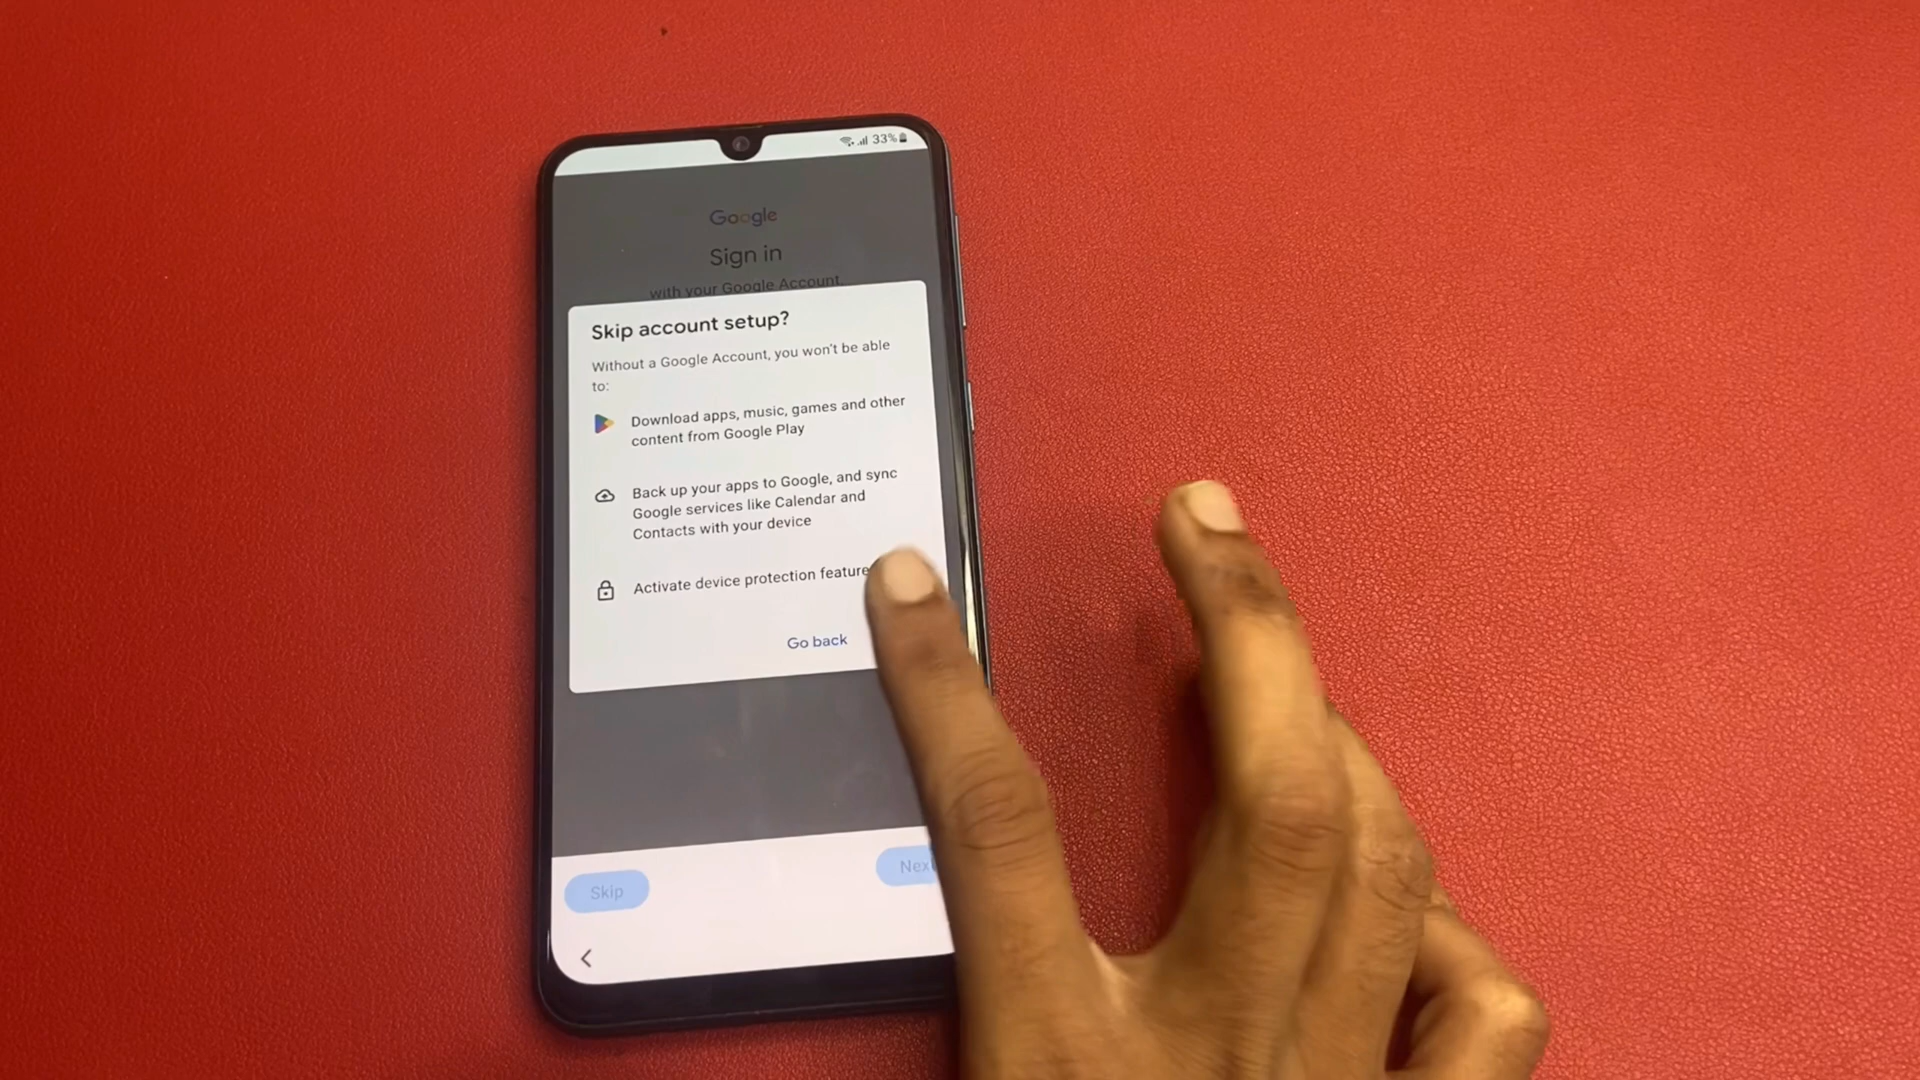 33%
Google
Sign in
with your Google Account.
Skip account setup?
Without a Google Account, you won't be able
to:
Download apps, music, games and other
content from Google Play
Back up your apps to Google, and sync
Google services like Calendar and
Contacts with your device
Activate device protection feature
Go back
Next
Skip